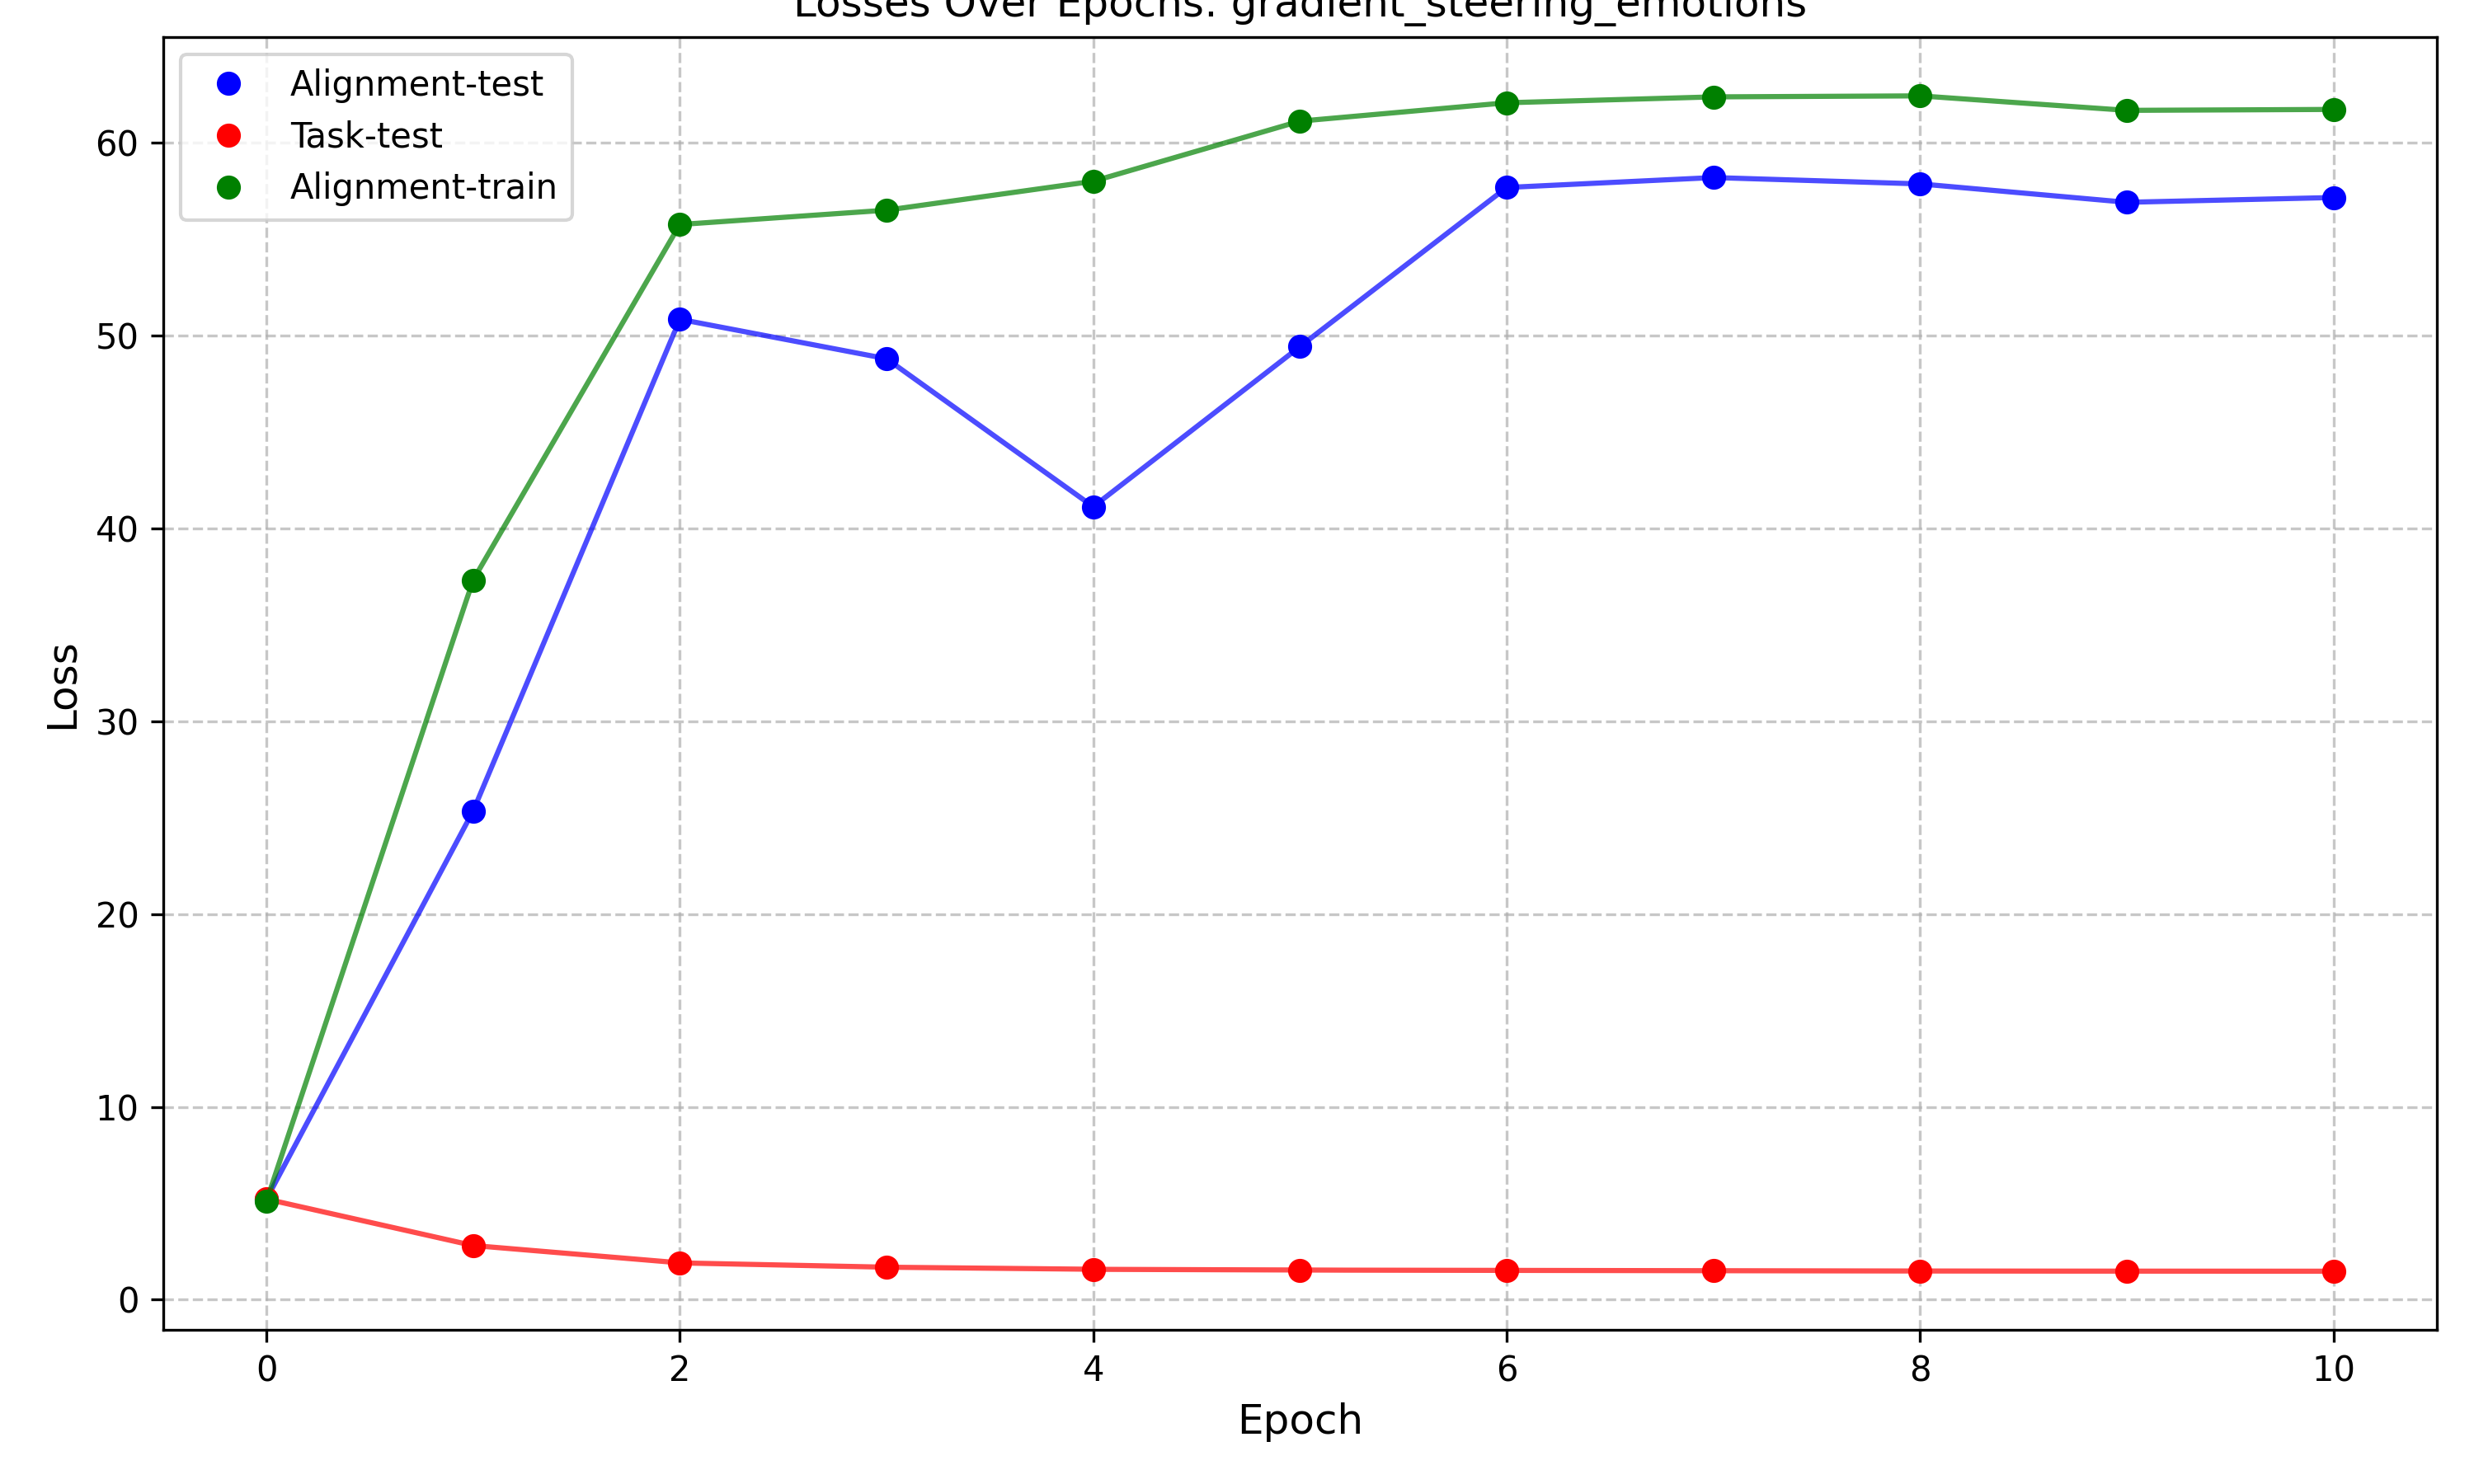 Losses Over Epochs: gradient_steering_emotions
Alignment-test
Task-test
Alignment-train
60
50
40
30
20
10
0
Loss
0 2 4 6 8 10
Epoch